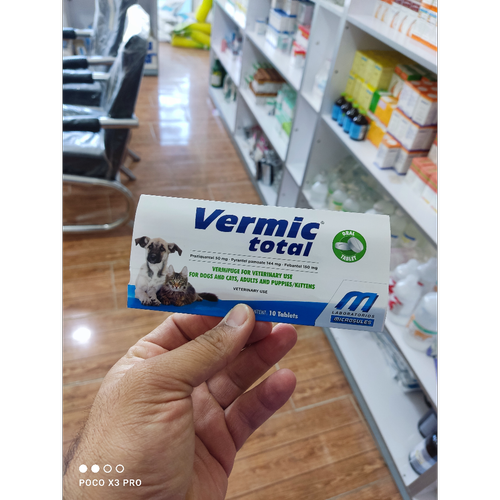 Vermic
total
Praziquantel 50 mg - Pyrantel pamoate 144 mg - Febantel 150 mg
VERMIFUGE FOR VETERINARY USE
FOR DOGS AND CATS, ADULTS AND PUPPIES/KITTENS
VETERINARY USE
10 Tablets
ORAL
TABLET
M
LABORATORIOS
MICROSULES
POCO X3 PRO